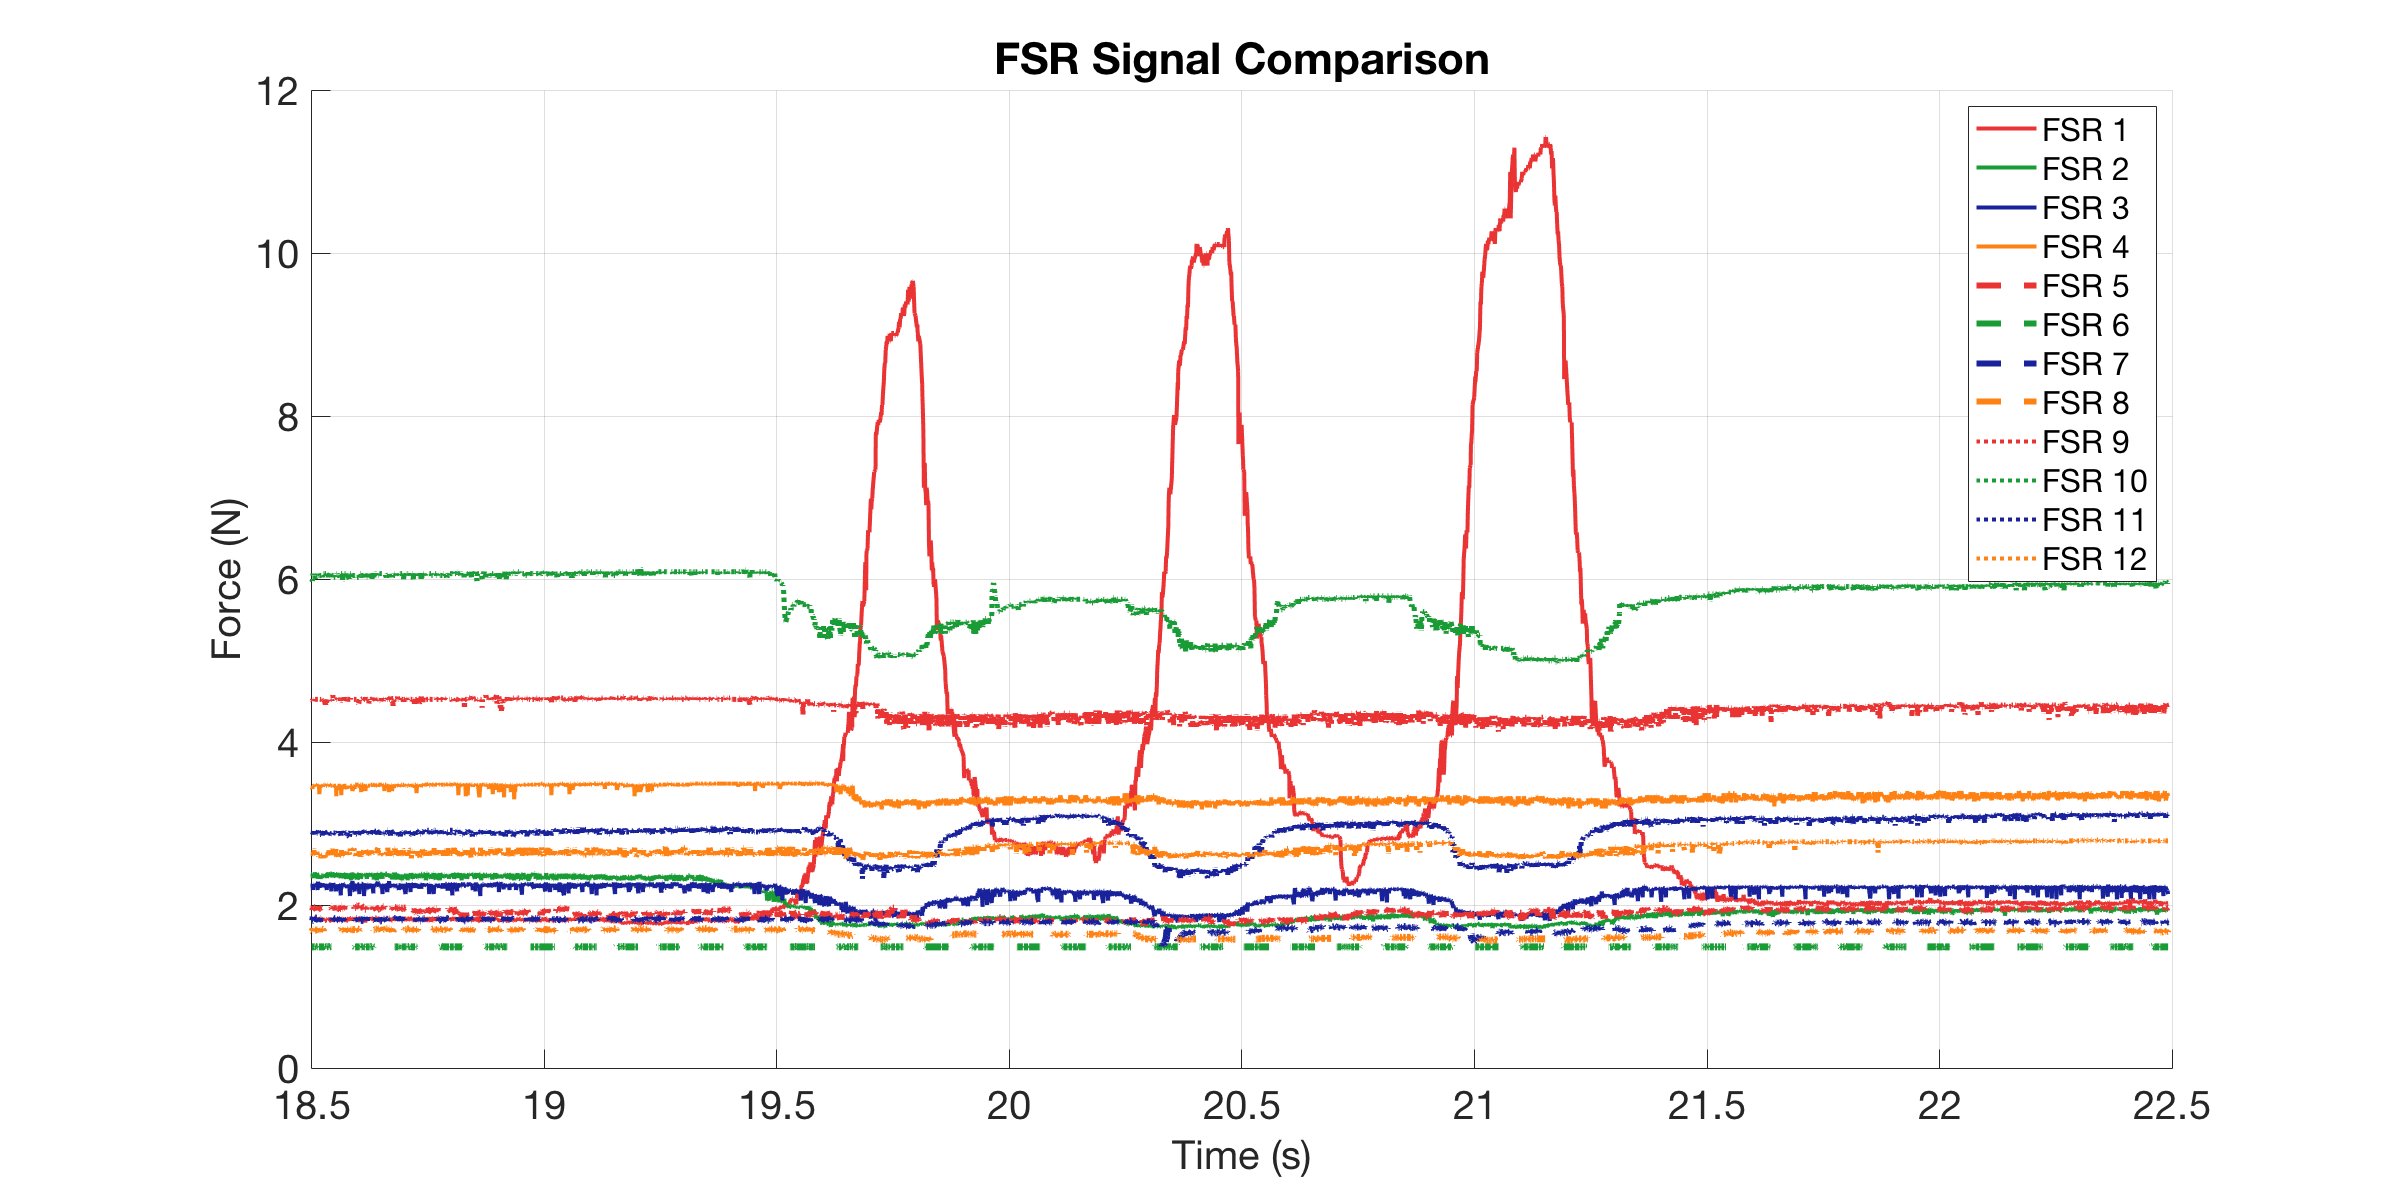 FSR Signal Comparison
12
10
8
6
4
2
0
Force (N)
FSR 1
FSR 2
FSR 3
FSR 4
FSR 5
FSR 6
FSR 7
FSR 8
FSR 9
FSR 10
FSR 11
FSR 12
18.5 19 19.5 20 20.5 21 21.5 22 22.5
Time (s)